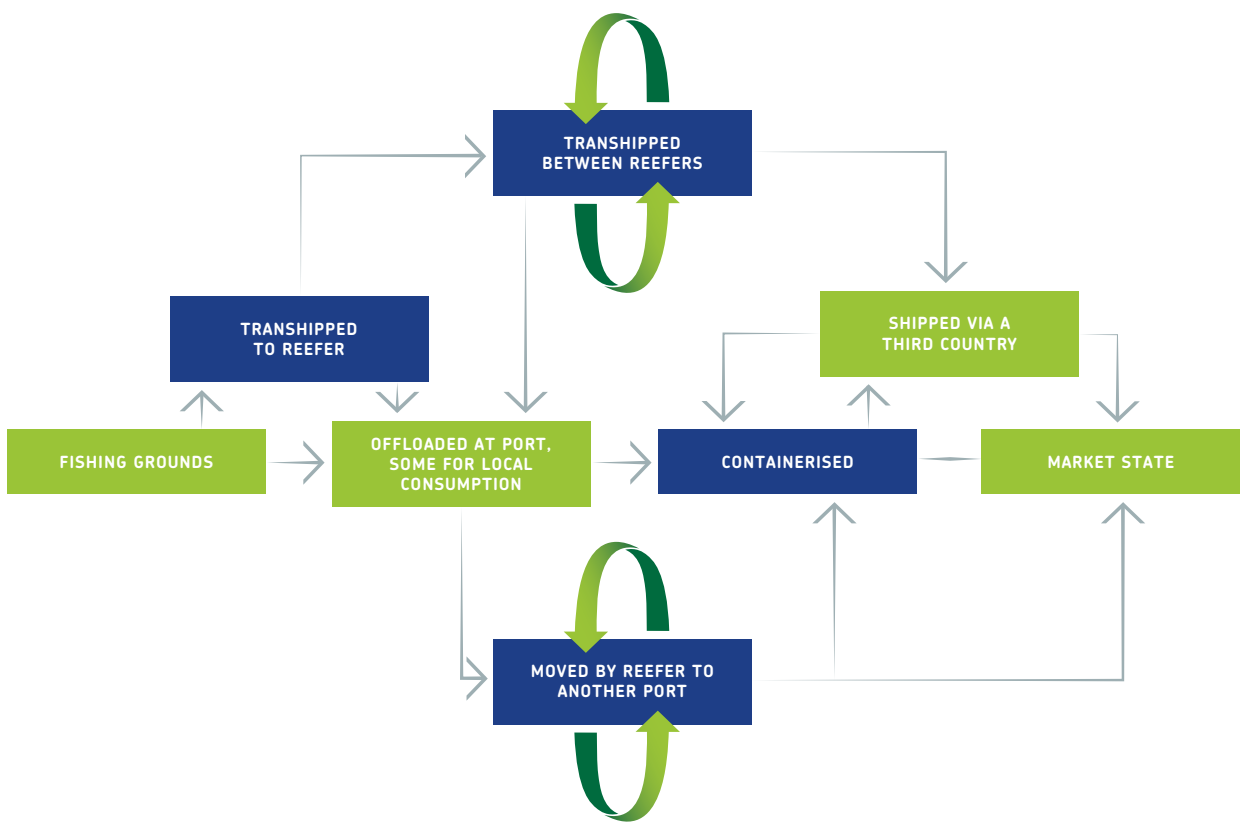 TRANSHIPPED
BETWEEN REEFERS
TRANSHIPPED
TO REEFER
SHIPPED VIA A
THIRD COUNTRY
FISHING GROUNDS
OFFLOADED AT PORT,
SOME FOR LOCAL
CONSUMPTION
CONTAINERISED
MARKET STATE
MOVED BY REEFER TO
ANOTHER PORT